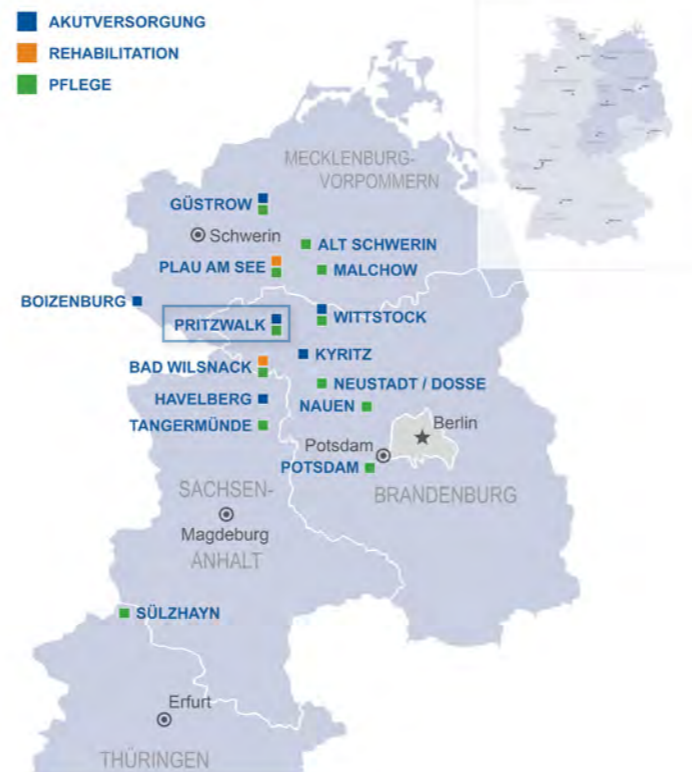 AKUTVERSORGUNG
REHABILITATION
PFLEGE
MECKLENBURG-
VORPOMMERN
GÜSTROW
Schwerin
ALT SCHWERIN
PLAU AM SEE
MALCHOW
BOIZENBURG
PRITZWALK
WITTSTOCK
KYRITZ
BAD WILSNACK
NEUSTADT / DOSSE
HAVELBERG
NAUEN
TANGERMÜNDE
Berlin
Potsdam
POTSDAM
SACHSEN-
BRANDENBURG
Magdeburg
ANHALT
SÜLZHAYN
Erfurt
THÜRINGEN